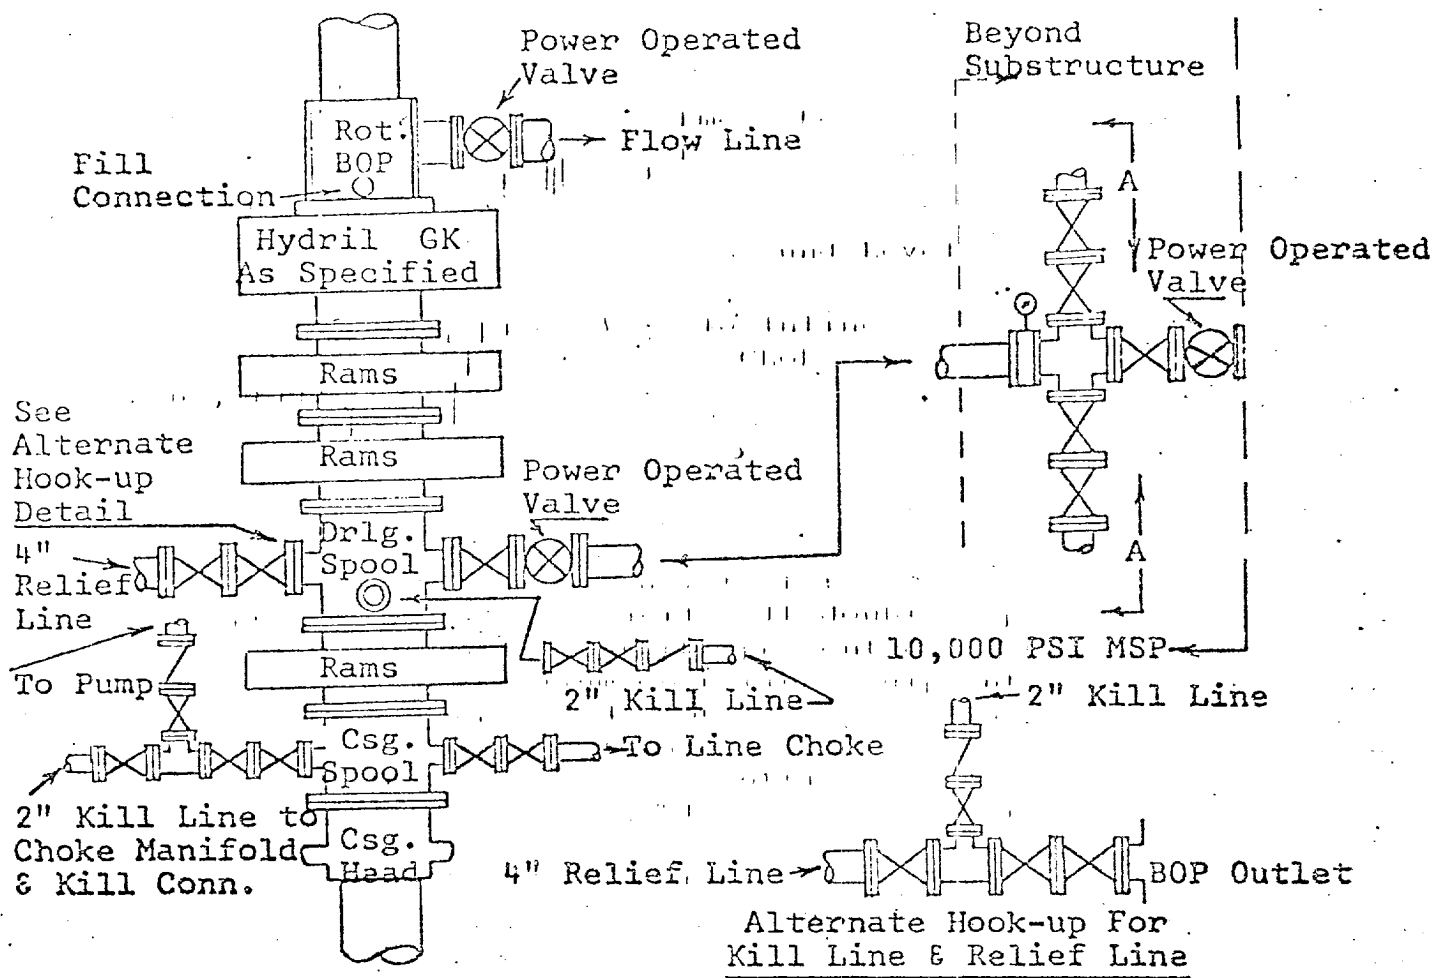 Power Operated
Valve
Beyond
Substructure
Rot.
BOP
Flow Line
Fill
Connection
A
Hydril GK
As Specified
Power Operated
Valve
Rams
See
Alternate
Hook-up
Detail
Rams
Power Operated
Valve
Drlg.
Spool
4"
Relief
Line
A
10,000 PSI MSP
Rams
To Pump
2" Kill Line
2" Kill Line
Csg.
Spool
To Line Choke
2" Kill Line to
Choke Manifold
& Kill Conn.
Csg.
Head
4" Relief Line
BOP Outlet
Alternate Hook-up For
Kill Line & Relief Line